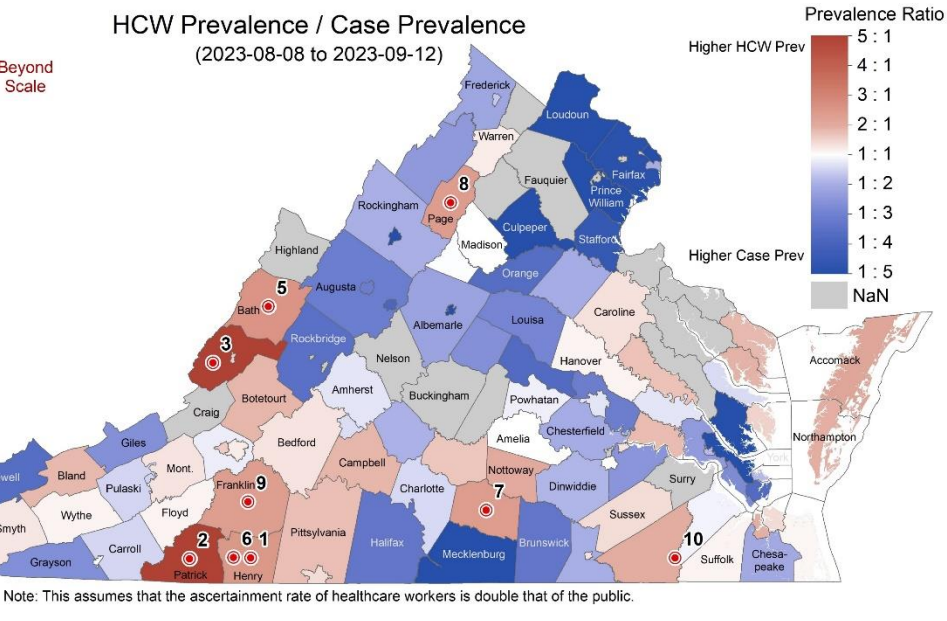 HCW Prevalence / Case Prevalence
(2023-08-08 to 2023-09-12)
Beyond
Scale
Prevalence Ratio
Higher HCW Prev
5 : 1
4 : 1
3 : 1
2 : 1
1 : 1
1 : 2
1 : 3
1 : 4
Higher Case Prev
1 : 5
NaN
Frederick
Loudoun
Warren
Fairfax
Fauquier
Prince
William
8
Page
Rockingham
Culpeper
Stafford
Madison
Highland
Orange
5
Bath
Augusta
Caroline
Albemarle
Louisa
3
Rockbridge
Nelson
Hanover
Accomack
Amherst
Botetourt
Buckingham
Powhatan
Craig
Amelia
Chesterfield
Northampton
Giles
Bedford
York
well
Bland
Mont.
Campbell
Nottoway
Pulaski
Franklin
9
Charlotte
7
Dinwiddie
Surry
Wythe
Floyd
Sussex
myth
Pittsylvania
Halifax
Brunswick
2
6
1
10
Carroll
Mecklenburg
Suffolk
Chesa-
peake
Grayson
Patrick
Henry
Note: This assumes that the ascertainment rate of healthcare workers is double that of the public.